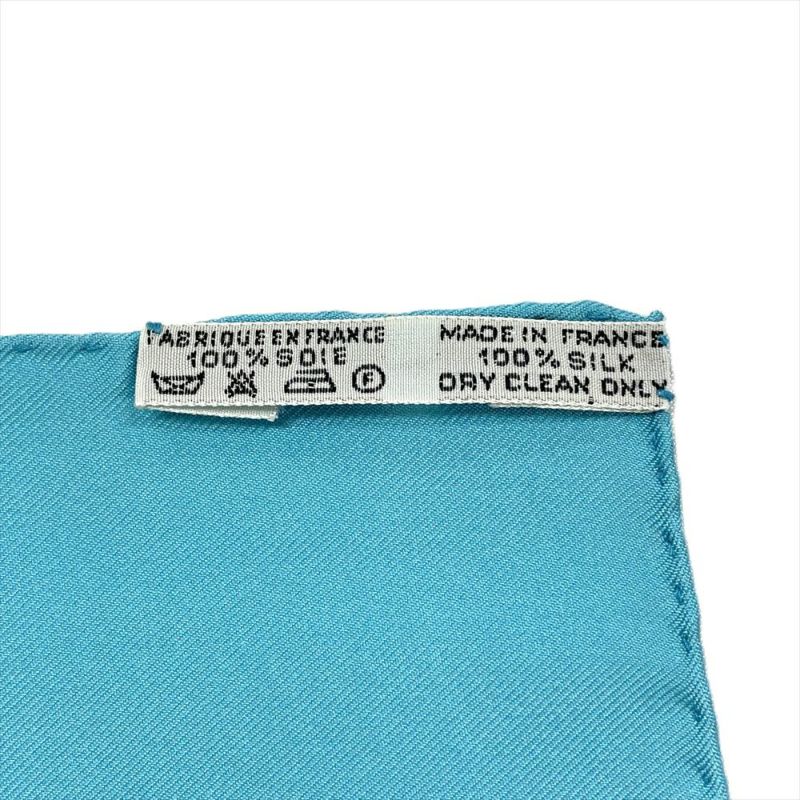 FABRIQUE EN FRANCE
100% SOIE
F
MADE IN FRANCE
100% SILK
DRY CLEAN ONLY